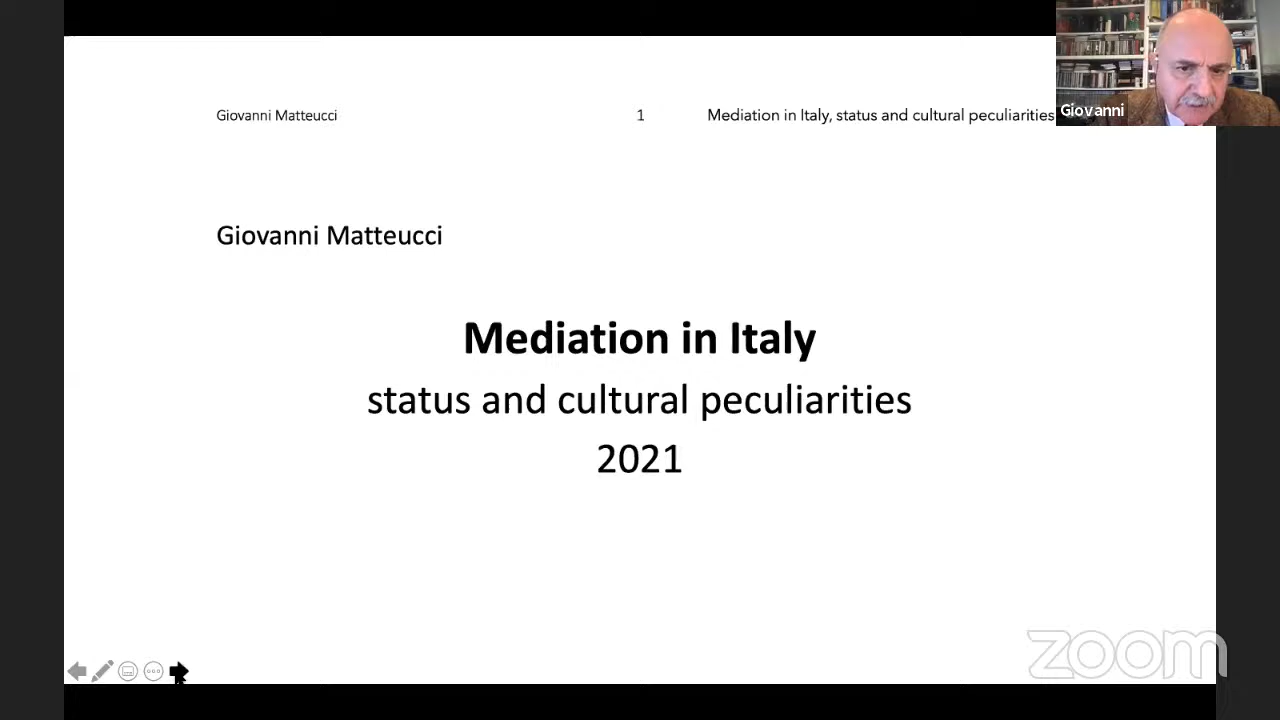 Giovanni Matteucci 1 Mediation in Italy, status and cultural peculiarities
Giovanni
Giovanni Matteucci
Mediation in Italy
status and cultural peculiarities
2021
zoom